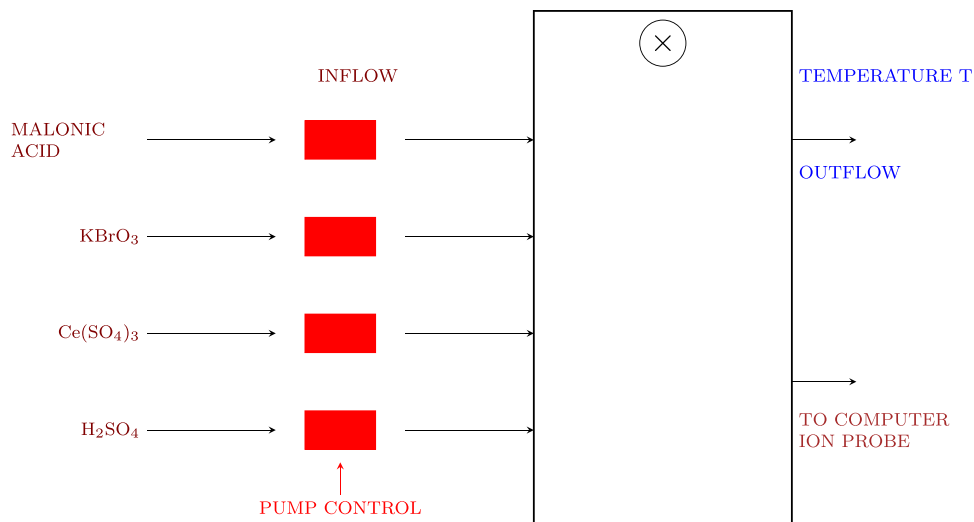 INFLOW
TEMPERATURE T
MALONIC
ACID
OUTFLOW
KBrO₃
Ce(SO₄)₃
H₂SO₄
TO COMPUTER
ION PROBE
PUMP CONTROL